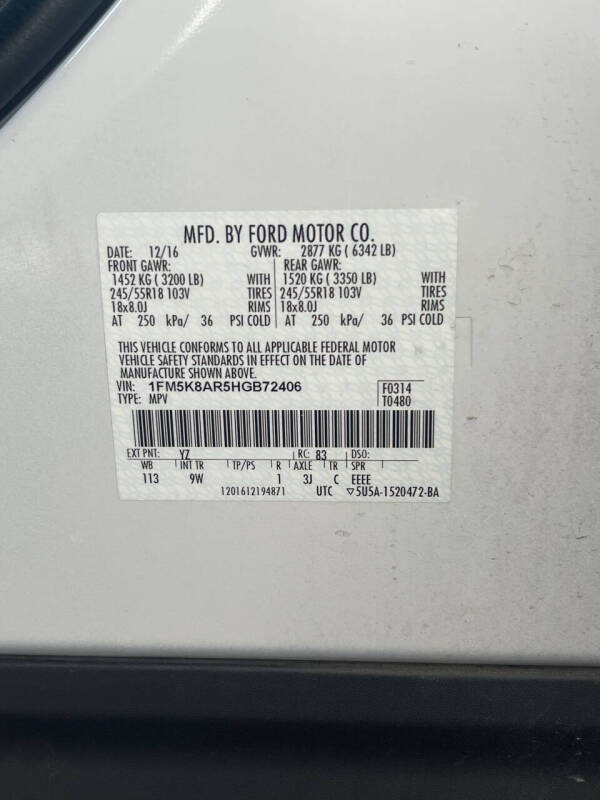 MFD. BY FORD MOTOR CO.
DATE: 12/16 GVWR: 2877 KG ( 6342 LB)
FRONT GAWR: REAR GAWR:
1452 KG ( 3200 LB) WITH 1520 KG ( 3350 LB) WITH
245/55R18 103V TIRES 245/55R18 103V TIRES
18x8.0J RIMS 18x8.0J RIMS
AT 250 kPa/ 36 PSI COLD AT 250 kPa/ 36 PSI COLD
THIS VEHICLE CONFORMS TO ALL APPLICABLE FEDERAL MOTOR
VEHICLE SAFETY STANDARDS IN EFFECT ON THE DATE OF
MANUFACTURE SHOWN ABOVE.
VIN: 1FM5K8AR5HGB72406 F0314
TYPE: MPV T0480
EXT PNT: YZ RC: 83 DSO:
WB INT TR TP/PS R AXLE TR SPR
113 9W 1 3J C EEEE
1201612194871 UTC ▽5U5A-1520472-BA